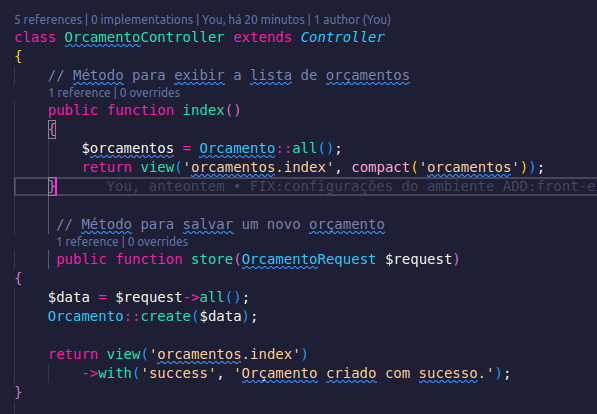 5 references | 0 implementations | You, há 20 minutos | 1 author (You)
class OrcamentoController extends Controller
{
// Método para exibir a lista de orçamentos
1 reference | 0 overrides
public function index()
{
$orcamentos = Orcamento::all();
return view('orcamentos.index', compact('orcamentos'));
} You, anteontem • FIX:configurações do ambiente ADD:front-e
// Método para salvar um novo orçamento
1 reference | 0 overrides
public function store(OrcamentoRequest $request)
{
$data = $request->all();
Orcamento::create($data);
return view('orcamentos.index')
->with('success', 'Orçamento criado com sucesso.');
}